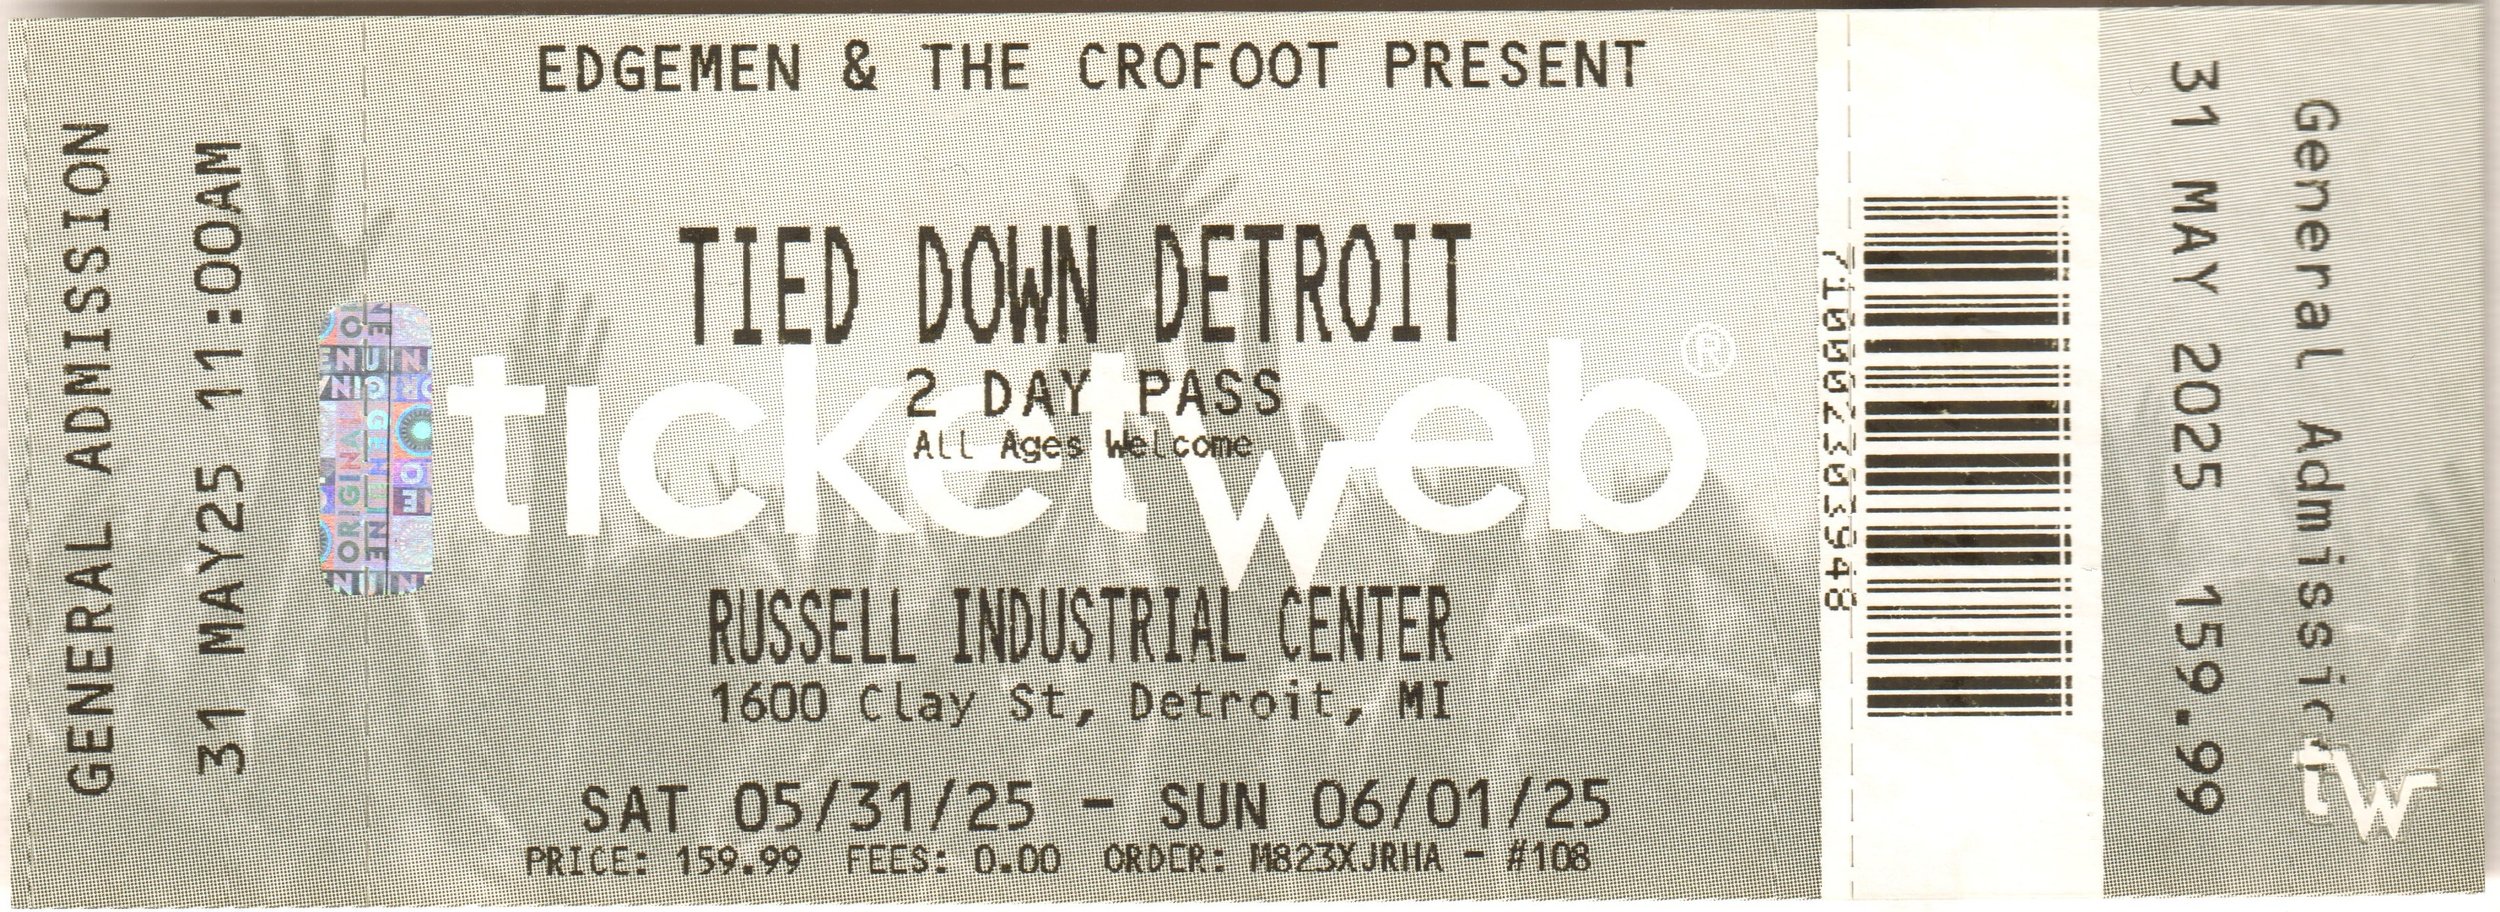 GENERAL ADMISSION
31 MAY25 11:00AM
EDGEMEN & THE CROFOOT PRESENT
TIED DOWN DETROIT
ticketweb®
2 DAY PASS
All Ages Welcome
RUSSELL INDUSTRIAL CENTER
1600 Clay St, Detroit, MI
SAT 05/31/25 - SUN 06/01/25
PRICE: 159.99 FEES: 0.00 ORDER: M823XJRHA - #108
ORIGINAL
General Admissio
31 MAY 2025 159.99
tw